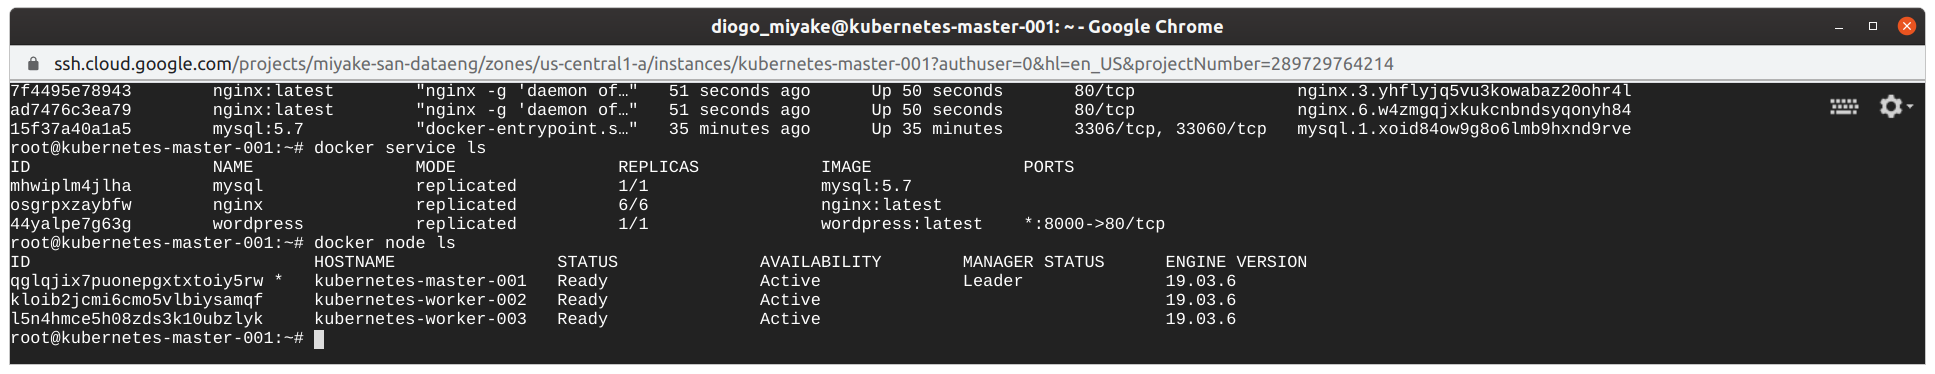 diogo_miyake@kubernetes-master-001: ~ - Google Chrome
ssh.cloud.google.com/projects/miyake-san-dataeng/zones/us-central1-a/instances/kubernetes-master-001?authuser=0&hl=en_US&projectNumber=289729764214
7f4495e78943        nginx:latest        "nginx -g 'daemon of…"   51 seconds ago      Up 50 seconds       80/tcp                nginx.3.yhflyjq5vu3kowabaz20ohr4l
ad7476c3ea79        nginx:latest        "nginx -g 'daemon of…"   51 seconds ago      Up 50 seconds       80/tcp                nginx.6.w4zmgqjxkukcnbndsyqonyh84
15f37a40a1a5        mysql:5.7           "docker-entrypoint.s…"   35 minutes ago      Up 35 minutes       3306/tcp, 33060/tcp   mysql.1.xoid84ow9g8o6lmb9hxnd9rve
root@kubernetes-master-001:~# docker service ls
ID                  NAME                MODE                REPLICAS            IMAGE               PORTS
mhwiplm4jlha        mysql               replicated          1/1                 mysql:5.7
osgrpxzaybfw        nginx               replicated          6/6                 nginx:latest
44yalpe7g63g        wordpress           replicated          1/1                 wordpress:latest    *:8000->80/tcp
root@kubernetes-master-001:~# docker node ls
ID                            HOSTNAME                STATUS              AVAILABILITY        MANAGER STATUS      ENGINE VERSION
qglqjix7puonepgxtxtoiy5rw *   kubernetes-master-001   Ready               Active              Leader              19.03.6
kloib2jcmi6cmo5vlbiysamqf     kubernetes-worker-002   Ready               Active                                  19.03.6
l5n4hmce5h08zds3k10ubzlyk     kubernetes-worker-003   Ready               Active                                  19.03.6
root@kubernetes-master-001:~#